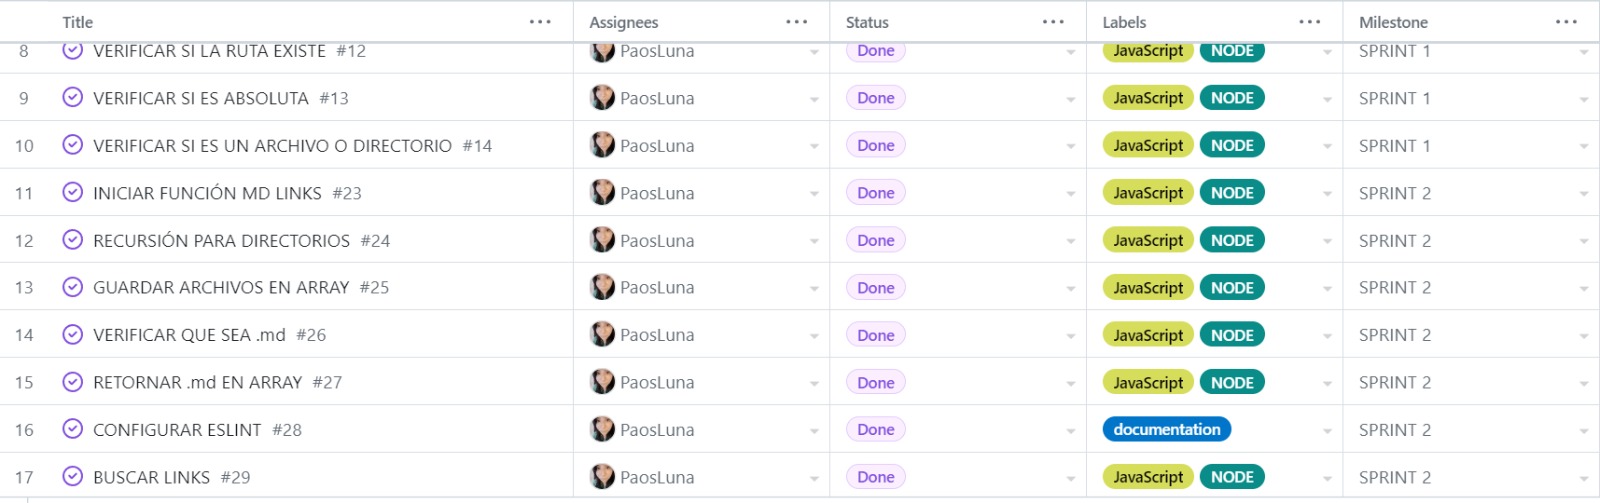 Title ... Assignees ... Status ... Labels ... Milestone ...
8 VERIFICAR SI LA RUTA EXISTE #12 PaosLuna Done JavaScript NODE SPRINT 1
9 VERIFICAR SI ES ABSOLUTA #13 PaosLuna Done JavaScript NODE SPRINT 1
10 VERIFICAR SI ES UN ARCHIVO O DIRECTORIO #14 PaosLuna Done JavaScript NODE SPRINT 1
11 INICIAR FUNCIÓN MD LINKS #23 PaosLuna Done JavaScript NODE SPRINT 2
12 RECURSIÓN PARA DIRECTORIOS #24 PaosLuna Done JavaScript NODE SPRINT 2
13 GUARDAR ARCHIVOS EN ARRAY #25 PaosLuna Done JavaScript NODE SPRINT 2
14 VERIFICAR QUE SEA .md #26 PaosLuna Done JavaScript NODE SPRINT 2
15 RETORNAR .md EN ARRAY #27 PaosLuna Done JavaScript NODE SPRINT 2
16 CONFIGURAR ESLINT #28 PaosLuna Done documentation SPRINT 2
17 BUSCAR LINKS #29 PaosLuna Done JavaScript NODE SPRINT 2